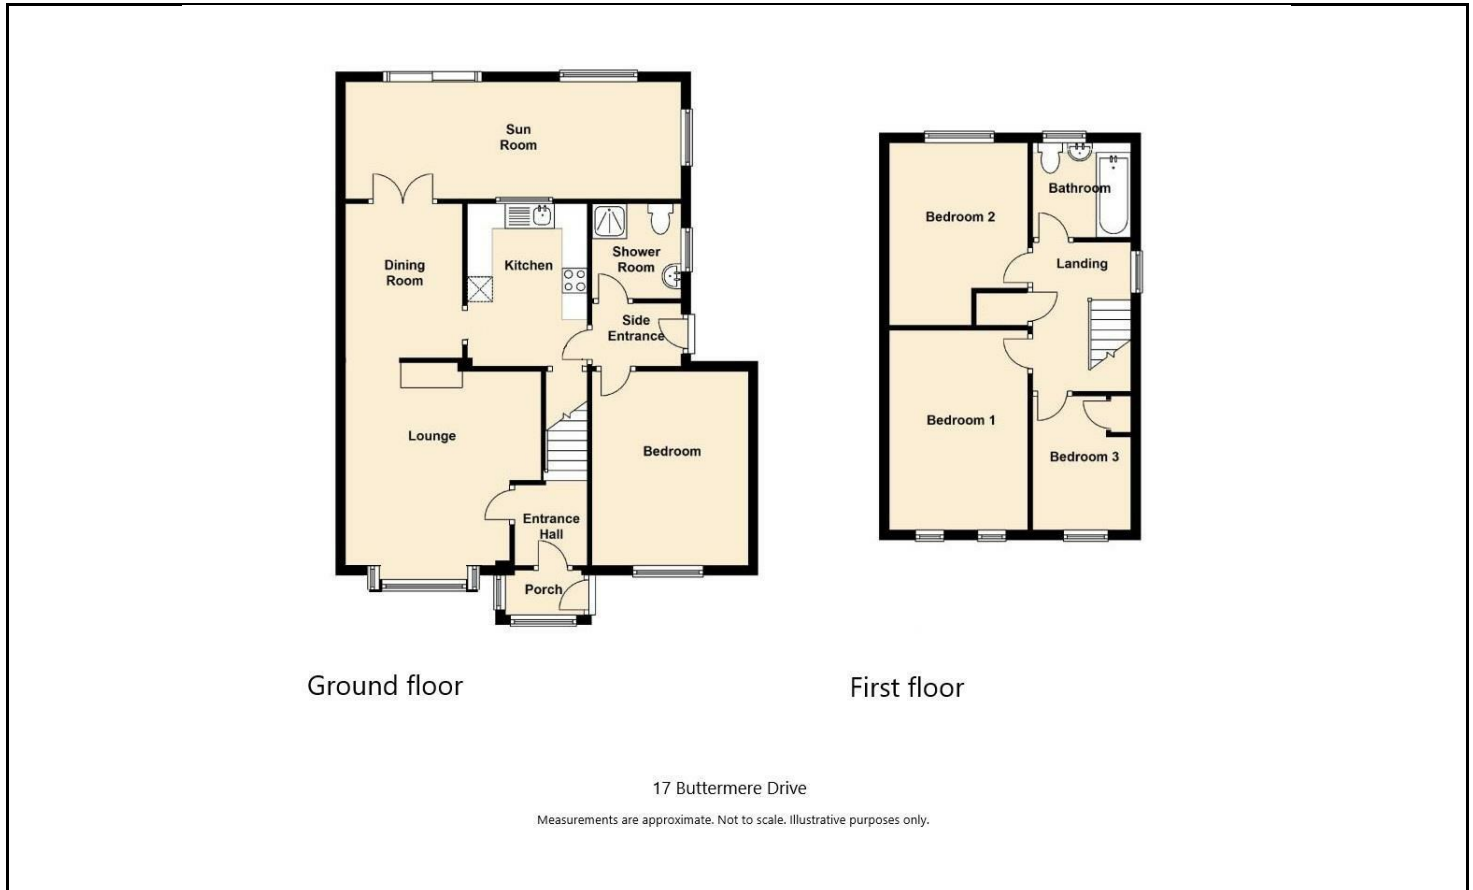 Sun
Room
Dining
Room
Kitchen
Shower
Room
Side
Entrance
Lounge
Bedroom
Entrance
Hall
Porch
Ground floor
Bedroom 2
Bathroom
Landing
Bedroom 1
Bedroom 3
First floor
17 Buttermere Drive
Measurements are approximate. Not to scale. Illustrative purposes only.